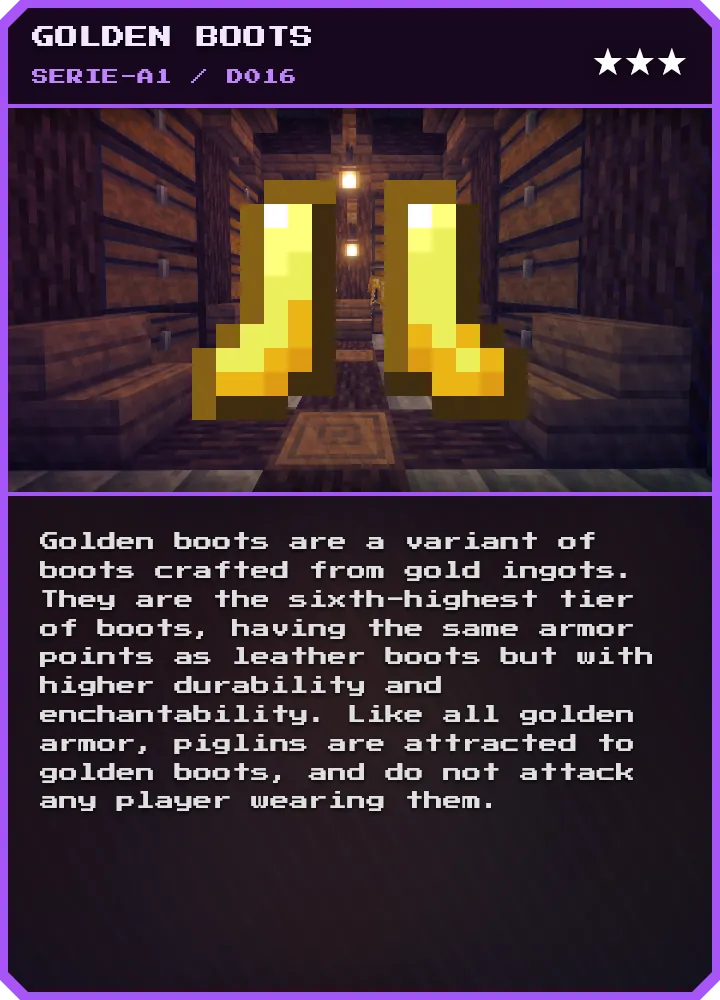 GOLDEN BOOTS
SERIE-A1 / D016
★★★
Golden boots are a variant of
boots crafted from gold ingots.
They are the sixth-highest tier
of boots, having the same armor
points as leather boots but with
higher durability and
enchantability. Like all golden
armor, piglins are attracted to
golden boots, and do not attack
any player wearing them.